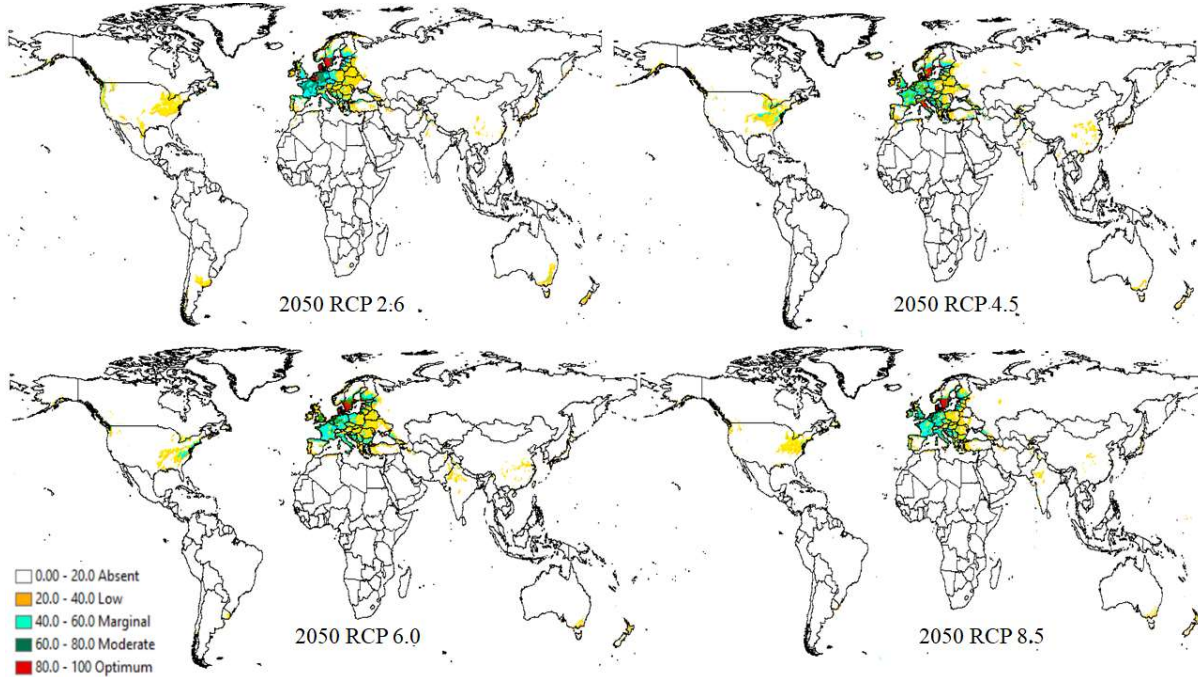 2050 RCP 2:6
2050 RCP 4.5
0.00 - 20.0 Absent
20.0 - 40.0 Low
40.0 - 60.0 Marginal
60.0 - 80.0 Moderate
80.0 - 100 Optimum
2050 RCP 6.0
2050 RCP 8.5